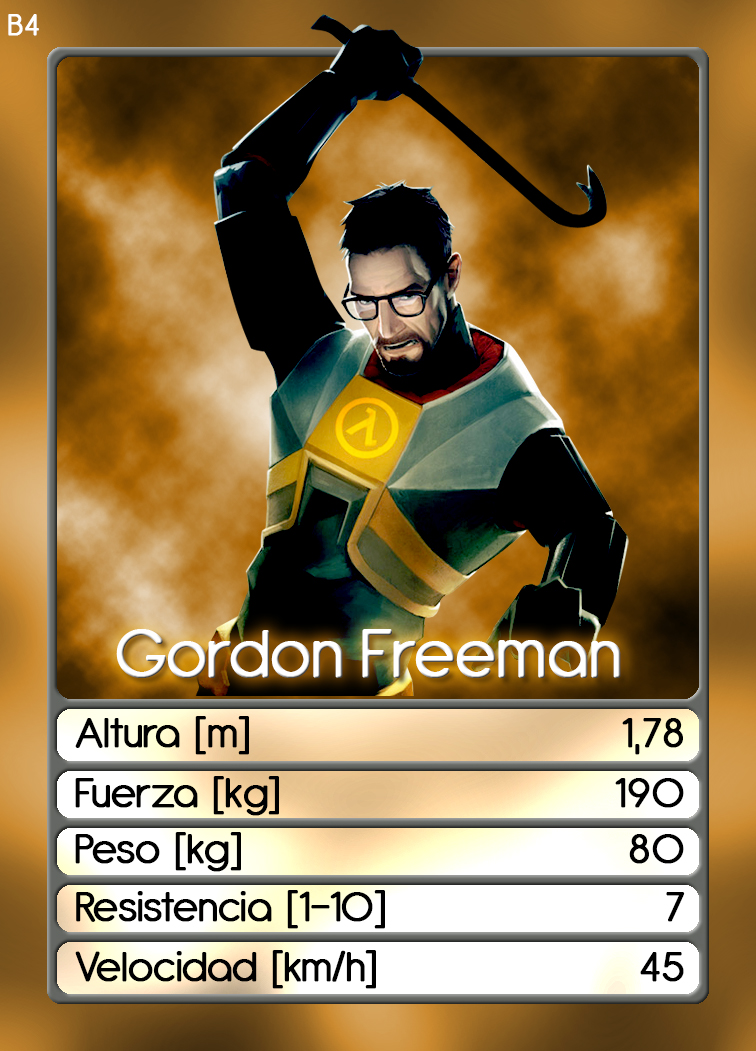 B4
Gordon Freeman
Altura [m] 1,78
Fuerza [kg] 190
Peso [kg] 80
Resistencia [1-10] 7
Velocidad [km/h] 45